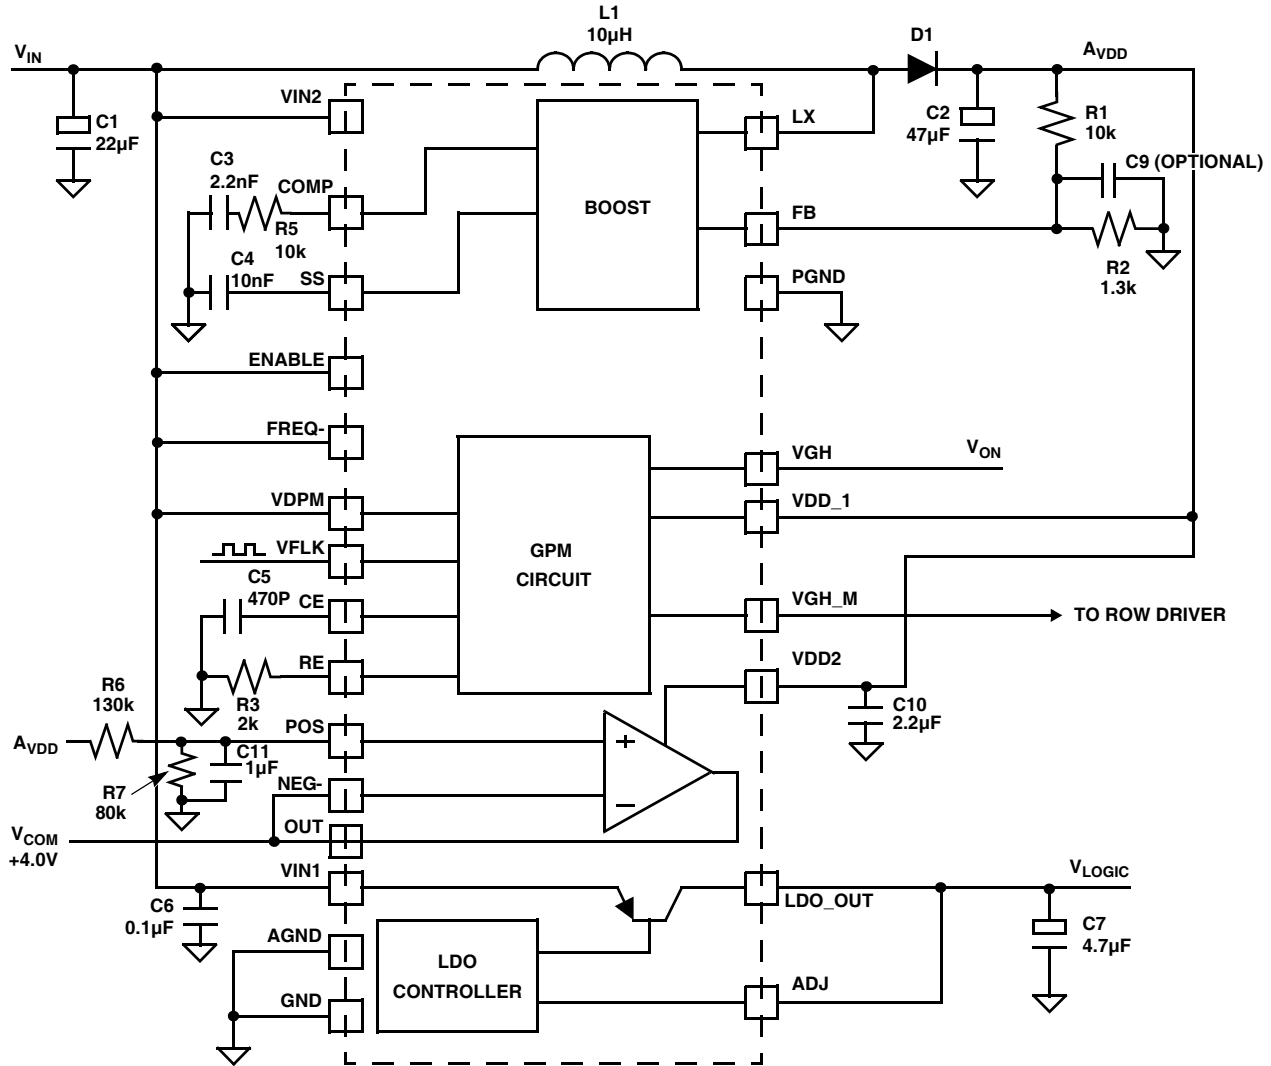 L1
10µH
D1
VIN
AVDD
VIN2
LX
C1
22µF
C2
47µF
R1
10k
C9 (OPTIONAL)
C3
2.2nF
COMP
R5
10k
BOOST
FB
C4
10nF
SS
PGND
R2
1.3k
ENABLE
FREQ-
VGH
VON
VDPM
VDD_1
VFLK
GPM
CIRCUIT
C5
470P
CE
VGH_M
TO ROW DRIVER
RE
VDD2
R3
2k
R6
130k
C10
2.2µF
POS
+
AVDD
C11
1µF
NEG-
–
R7
80k
OUT
VCOM
+4.0V
VIN1
VLOGIC
LDO_OUT
C6
0.1µF
C7
4.7µF
AGND
LDO
CONTROLLER
ADJ
GND